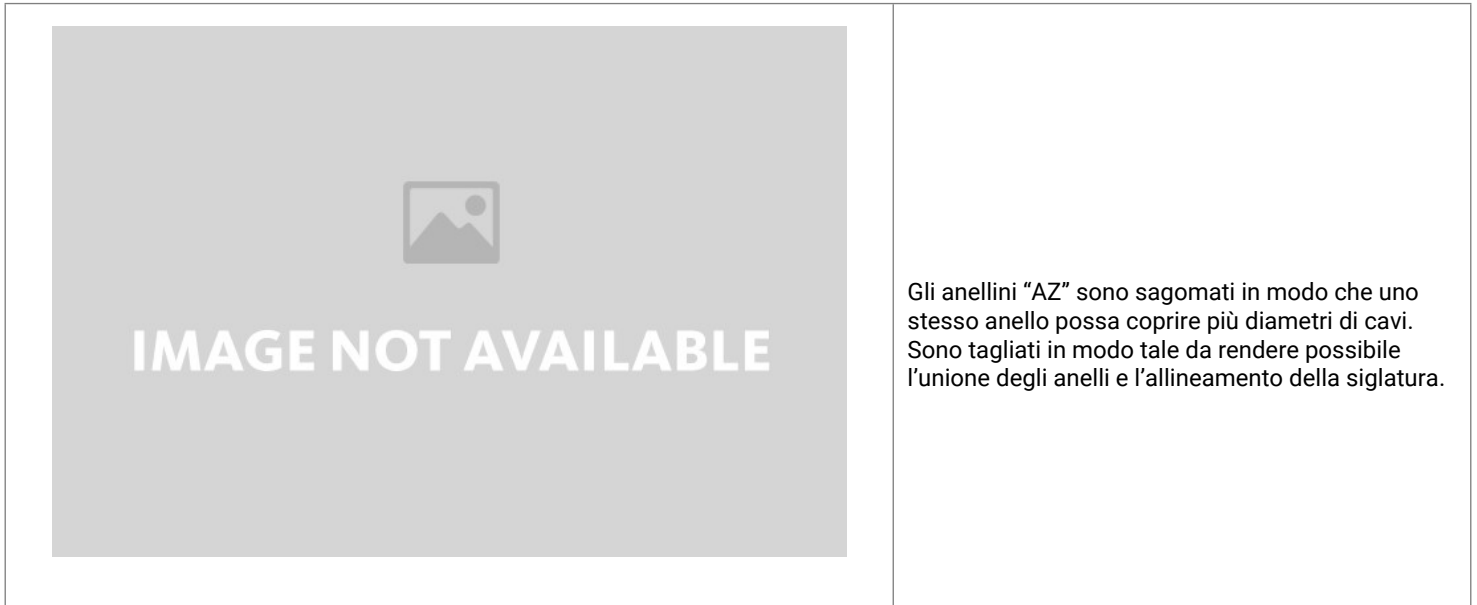 IMAGE NOT AVAILABLE
Gli anellini “AZ” sono sagomati in modo che uno
stesso anello possa coprire più diametri di cavi.
Sono tagliati in modo tale da rendere possibile
l’unione degli anelli e l’allineamento della siglatura.